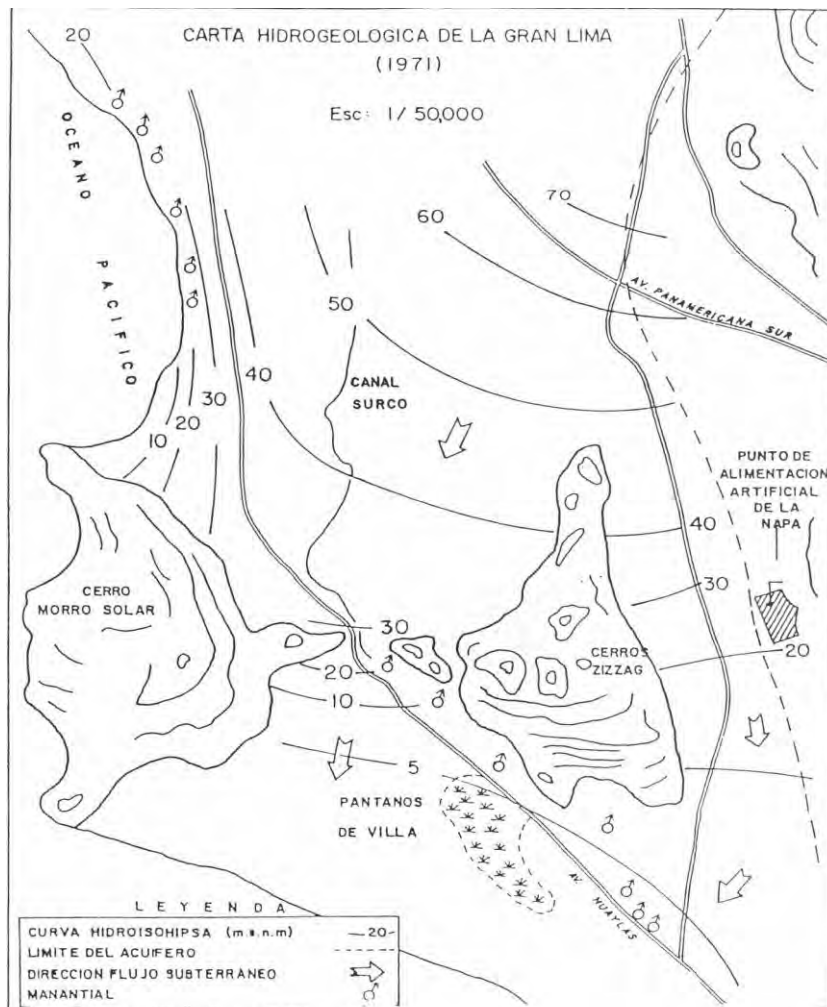 CARTA HIDROGEOLOGICA DE LA GRAN LIMA
(1971)
Esc: 1/ 50,000
20
OCEANO
PACIFICO
70
60
AV. PANAMERICANA SUR
50
CANAL
SURCO
40
30
20
10
PUNTO DE
ALIMENTACION
ARTIFICIAL
DE LA
NAPA
40
30
20
CERRO
MORRO SOLAR
30
20
10
5
CERROS
ZIZZAG
PANTANOS
DE VILLA
AV. HUAYLAS
LEYENDA
CURVA HIDROISOHIPSA (m.s.n.m) 20
LIMITE DEL ACUIFERO
DIRECCION FLUJO SUBTERRANEO
MANANTIAL